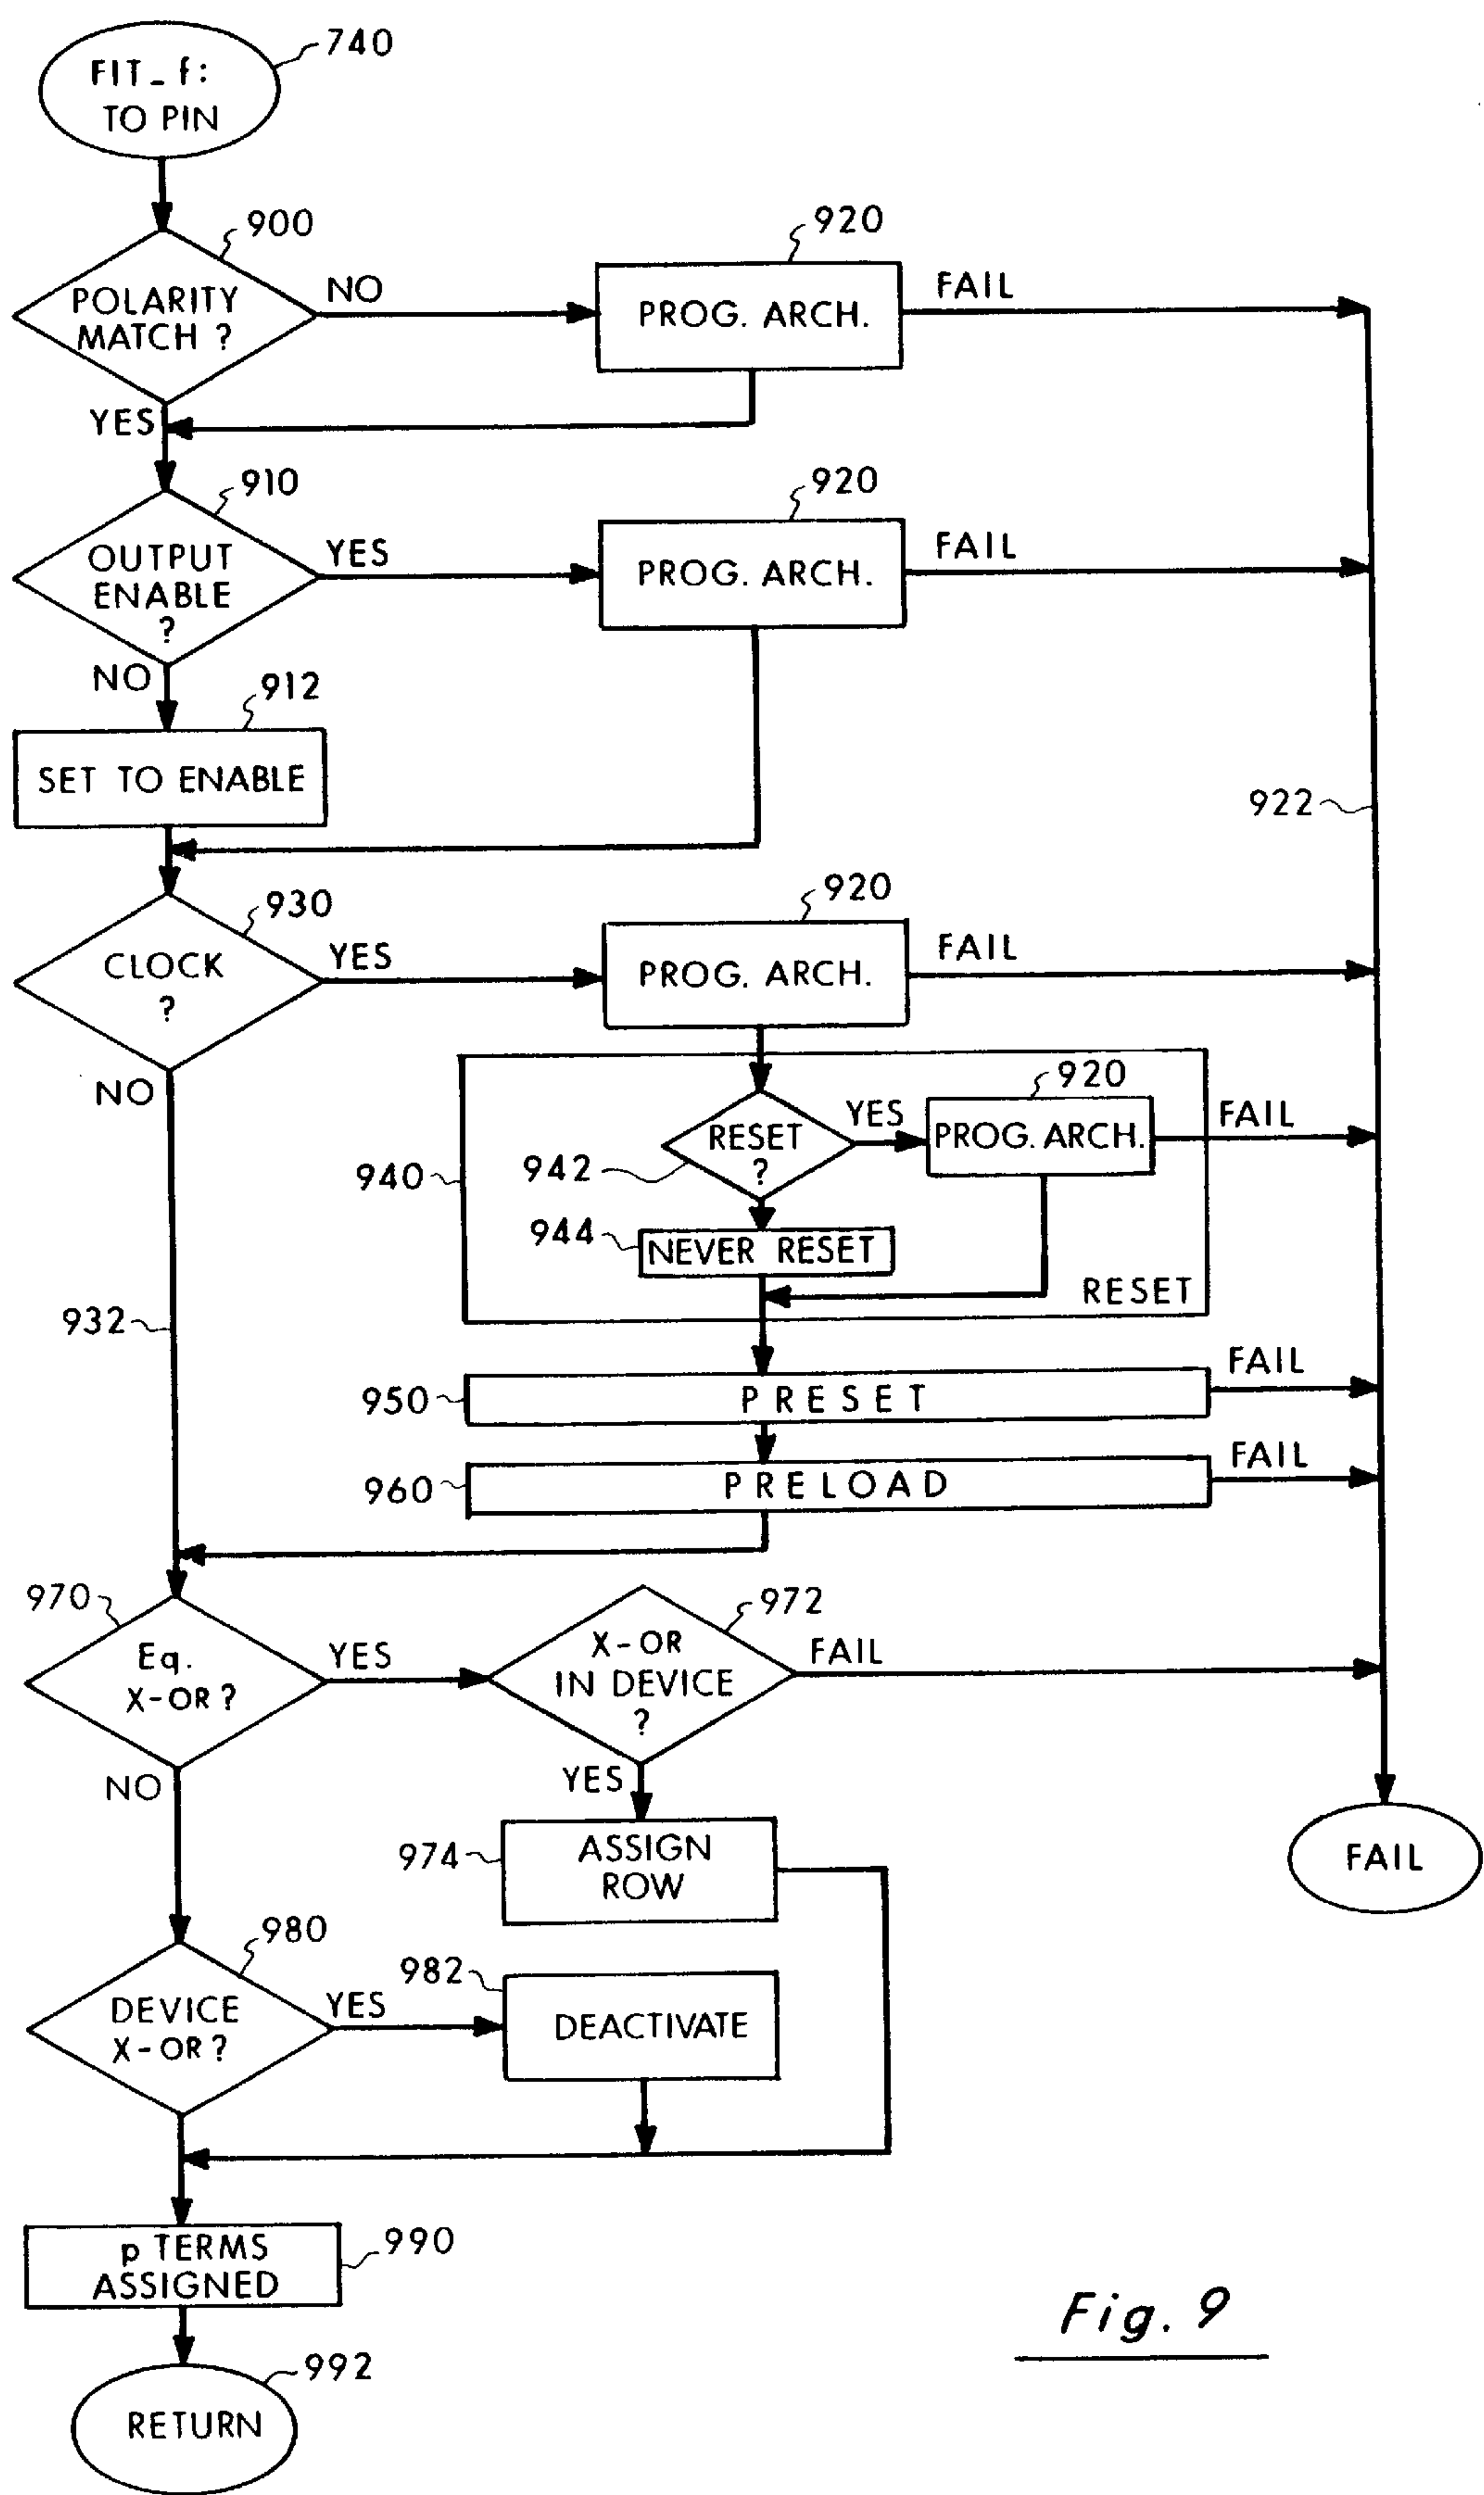 740
FIT_f:
TO PIN
900
920
POLARITY
MATCH ?
NO
PROG. ARCH.
FAIL
YES
910
920
OUTPUT
ENABLE
?
YES
PROG. ARCH.
FAIL
NO
912
SET TO ENABLE
922
930
920
CLOCK
?
YES
PROG. ARCH.
FAIL
NO
920
RESET
?
YES
PROG. ARCH.
FAIL
940
942
944
NEVER RESET
RESET
932
950
PRESET
FAIL
960
PRELOAD
FAIL
970
972
Eq.
X-OR ?
YES
X-OR
IN DEVICE
?
FAIL
NO
YES
974
ASSIGN
ROW
FAIL
980
982
DEVICE
X-OR ?
YES
DEACTIVATE
p TERMS
ASSIGNED
990
992
RETURN
Fig. 9